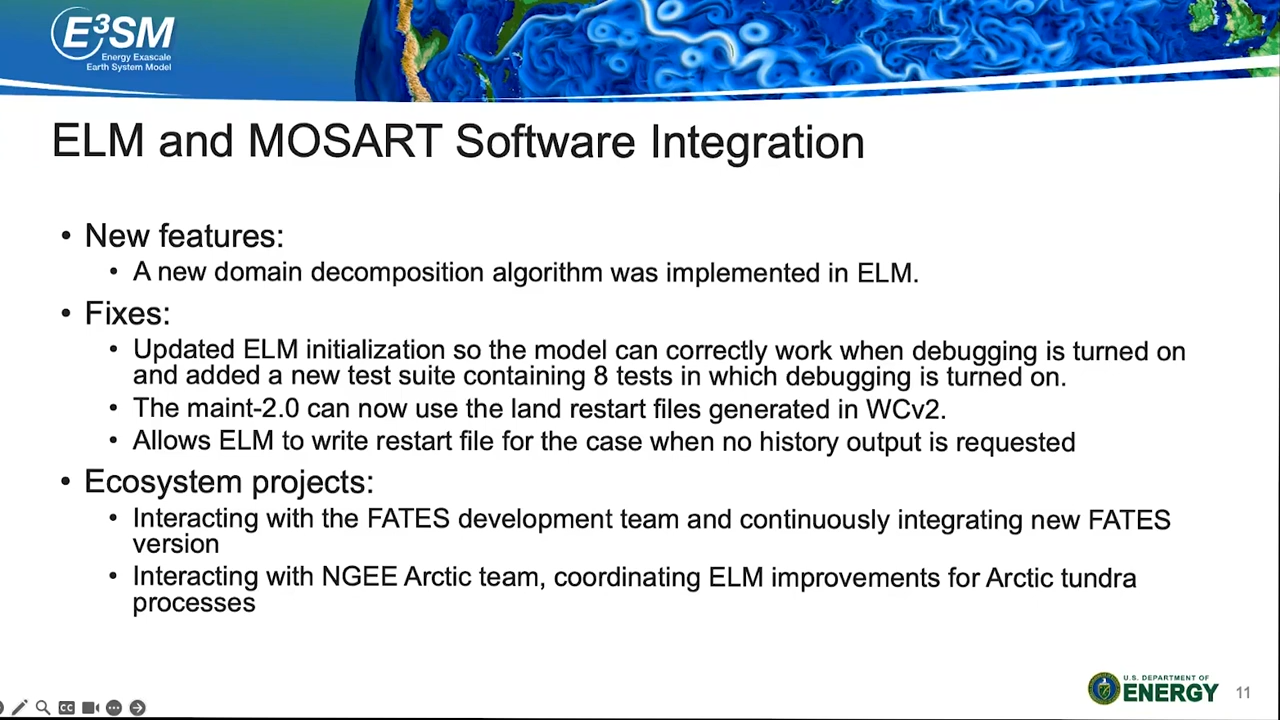 E3SM
Energy Exascale
Earth System Model
ELM and MOSART Software Integration
• New features:
• A new domain decomposition algorithm was implemented in ELM.
• Fixes:
• Updated ELM initialization so the model can correctly work when debugging is turned on
and added a new test suite containing 8 tests in which debugging is turned on.
• The maint-2.0 can now use the land restart files generated in WCv2.
• Allows ELM to write restart file for the case when no history output is requested
• Ecosystem projects:
• Interacting with the FATES development team and continuously integrating new FATES
version
• Interacting with NGEE Arctic team, coordinating ELM improvements for Arctic tundra
processes
U.S. DEPARTMENT OF
ENERGY
11
CC